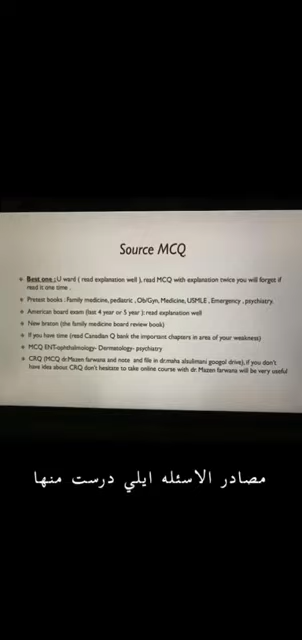 Source MCQ
Best one : U ward ( read explanation well ), read MCQ with explanation twice you will forget if
read it one time .
Pretest books : Family medicine, pediatric , Ob/Gyn, Medicine, USMLE , Emergency , psychiatry.
American board exam (last 4 year or 5 year ): read explanation well
New breton (the family medicine board review book)
If you have time (read Canadian Q bank the important chapters in area of your weakness)
MCQ ENT-ophthalmology- Dermatology- psychiatry
CRQ (MCQ dr.Mazen farwana and note and file in dr.maha alsulimani googol drive), if you don't
have idea about CRQ don't hesitate to take online course with dr. Mazen farwana will be very useful
مصادر الاسئله ايلي درست منها